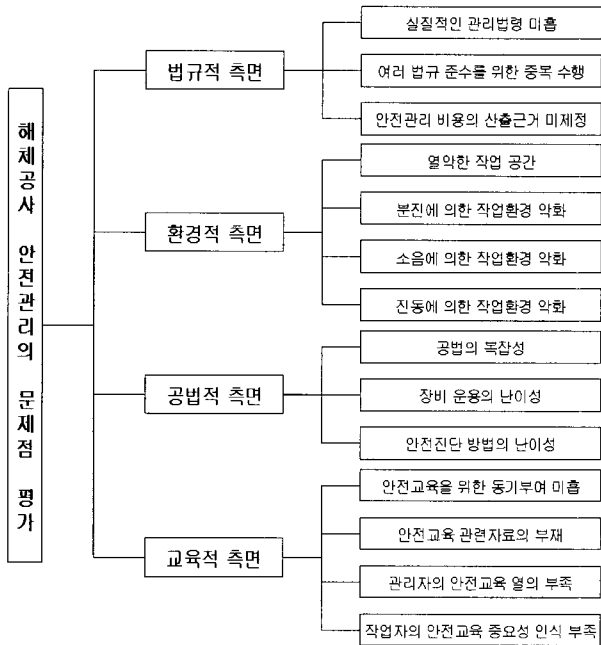 해체공사 안전관리의 문제점 평가
법규적 측면
실질적인 관리법령 미흡
여러 법규 준수를 위한 중복 수행
안전관리 비용의 산출근거 미제정
환경적 측면
열악한 작업 공간
분진에 의한 작업환경 악화
소음에 의한 작업환경 악화
진동에 의한 작업환경 악화
공법적 측면
공법의 복잡성
장비 운용의 난이성
안전진단 방법의 난이성
교육적 측면
안전교육을 위한 동기부여 미흡
안전교육 관련자료의 부재
관리자의 안전교육 열의 부족
작업자의 안전교육 중요성 인식 부족